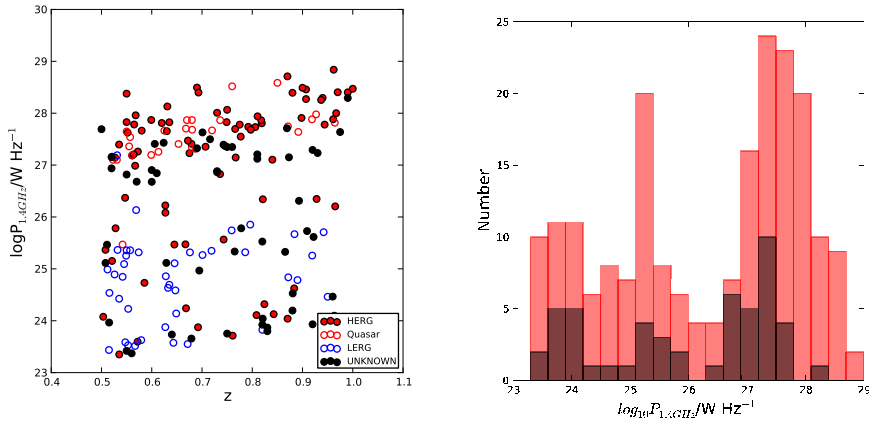 30
29
28
27
26
25
24
23
logP1.4GHz/W Hz−1
0.4 0.5 0.6 0.7 0.8 0.9 1.0 1.1
z
HERG
Quasar
LERG
UNKNOWN
25
20
15
10
5
0
Number
23 24 25 26 27 28 29
log10P1.4GHz/W Hz−1